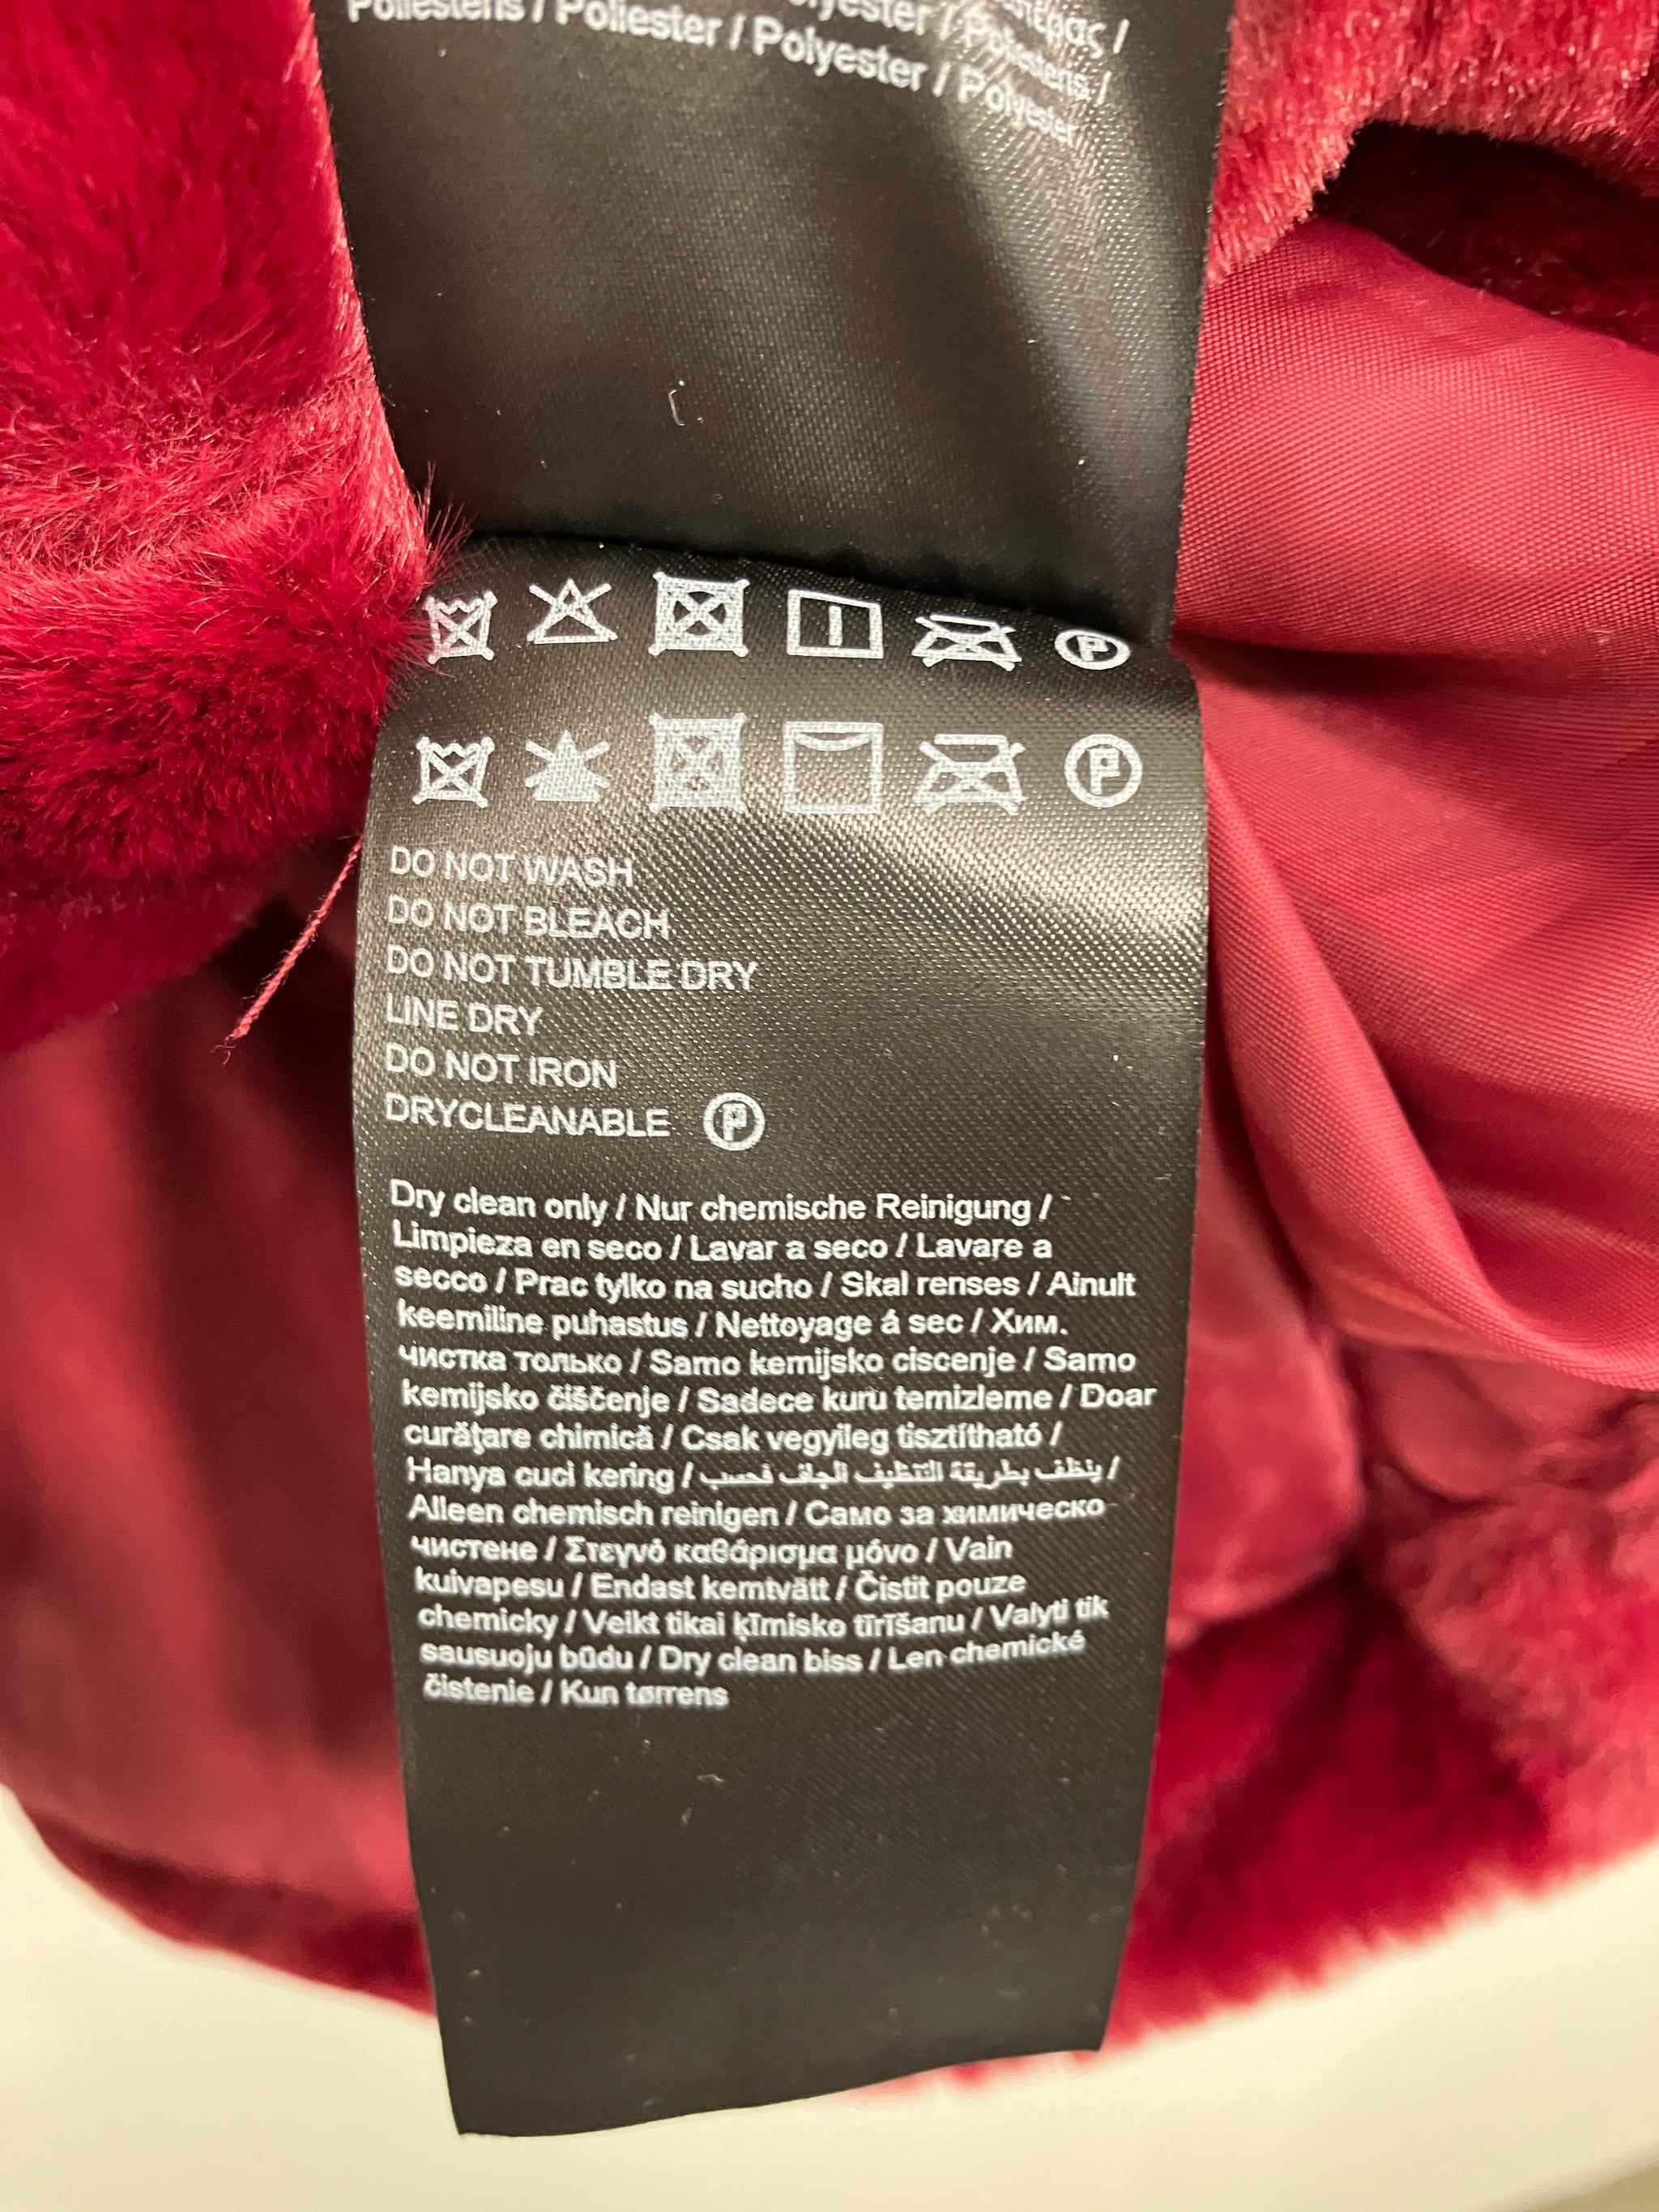 Poliesteris / Poliester / Polyester / Polyester
DO NOT WASH
DO NOT BLEACH
DO NOT TUMBLE DRY
LINE DRY
DO NOT IRON
DRYCLEANABLE Ⓟ
Dry clean only / Nur chemische Reinigung /
Limpieza en seco / Lavar a seco / Lavare a
secco / Prac tylko na sucho / Skal renses / Ainult
keemiline puhastus / Nettoyage á sec / Хим.
чистка только / Samo kemijsko ciscenje / Samo
kemijsko čiščenje / Sadece kuru temizleme / Doar
curăţare chimică / Csak vegyileg tisztítható /
Hanya cuci kering / ينظف بطريقة التنظيف الجاف فحسب /
Alleen chemisch reinigen / Само за химическо
чистене / Στεγνό καθάρισμα μόνο / Vain
kuivapesu / Endast kemtvätt / Čistit pouze
chemicky / Veikt tikai ķīmisko tīrīšanu / Valyti tik
sausuoju būdu / Dry clean biss / Len chemické
čistenie / Kun tørrens